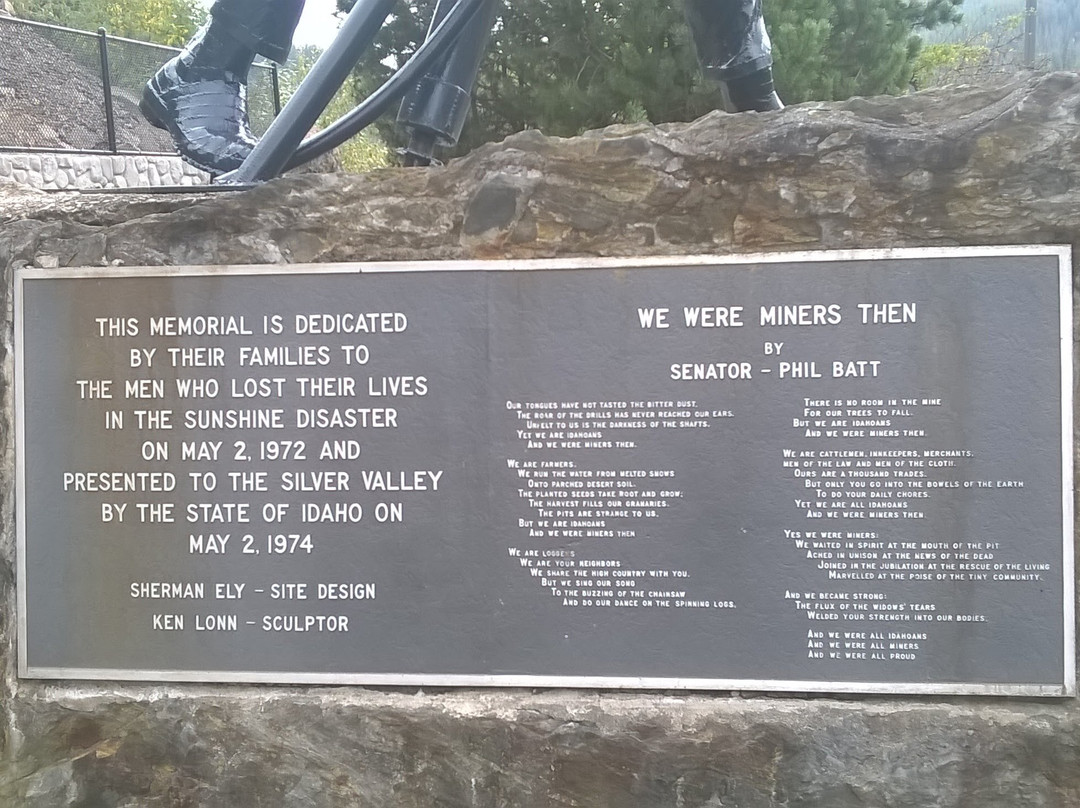 THIS MEMORIAL IS DEDICATED
BY THEIR FAMILIES TO
THE MEN WHO LOST THEIR LIVES
IN THE SUNSHINE DISASTER
ON MAY 2, 1972 AND
PRESENTED TO THE SILVER VALLEY
BY THE STATE OF IDAHO ON
MAY 2, 1974
SHERMAN ELY – SITE DESIGN
KEN LONN – SCULPTOR
WE WERE MINERS THEN
BY
SENATOR – PHIL BATT
OUR TONGUES HAVE NOT TASTED THE BITTER DUST,
THE ROAR OF THE DRILLS HAS NEVER REACHED OUR EARS.
UNFELT TO US IS THE DARKNESS OF THE SHAFTS.
YET WE ARE IDAHOANS
AND WE WERE MINERS THEN.
WE ARE FARMERS.
WE RUN THE WATER FROM MELTED SNOWS
ONTO PARCHED DESERT SOIL.
THE PLANTED SEEDS TAKE ROOT AND GROW;
THE HARVEST FILLS OUR GRANARIES.
THE PITS ARE STRANGE TO US.
BUT WE ARE IDAHOANS
AND WE WERE MINERS THEN
WE ARE LOGGERS
WE ARE YOUR NEIGHBORS
WE SHARE THE HIGH COUNTRY WITH YOU.
BUT WE SING OUR SONG
TO THE BUZZING OF THE CHAINSAW
AND DO OUR DANCE ON THE SPINNING LOGS.
THERE IS NO ROOM IN THE MINE
FOR OUR TREES TO FALL.
BUT WE ARE IDAHOANS
AND WE WERE MINERS THEN.
WE ARE CATTLEMEN, INNKEEPERS, MERCHANTS.
MEN OF THE LAW AND MEN OF THE CLOTH.
OURS ARE A THOUSAND TRADES.
BUT ONLY YOU GO INTO THE BOWELS OF THE EARTH
TO DO YOUR DAILY CHORES.
YET WE ARE ALL IDAHOANS
AND WE WERE MINERS THEN.
YES WE WERE MINERS:
WE WAITED IN SPIRIT AT THE MOUTH OF THE PIT
ACHED IN UNISON AT THE NEWS OF THE DEAD
JOINED IN THE JUBILATION AT THE RESCUE OF THE LIVING
MARVELLED AT THE POISE OF THE TINY COMMUNITY.
AND WE BECAME STRONG:
THE FLUX OF THE WIDOWS' TEARS
WELDED YOUR STRENGTH INTO OUR BODIES.
AND WE WERE ALL IDAHOANS
AND WE WERE ALL MINERS
AND WE WERE ALL PROUD